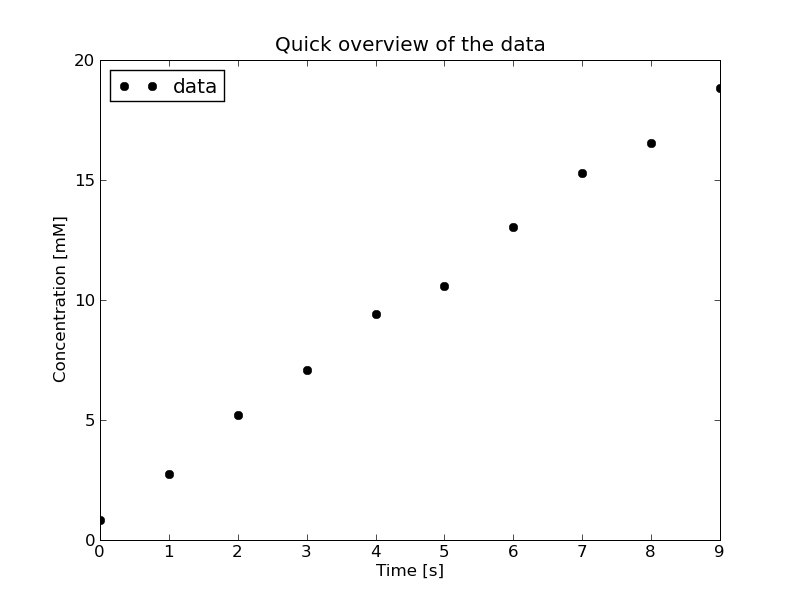 Quick overview of the data
data
Concentration [mM]
20
15
10
5
0
0 1 2 3 4 5 6 7 8 9
Time [s]